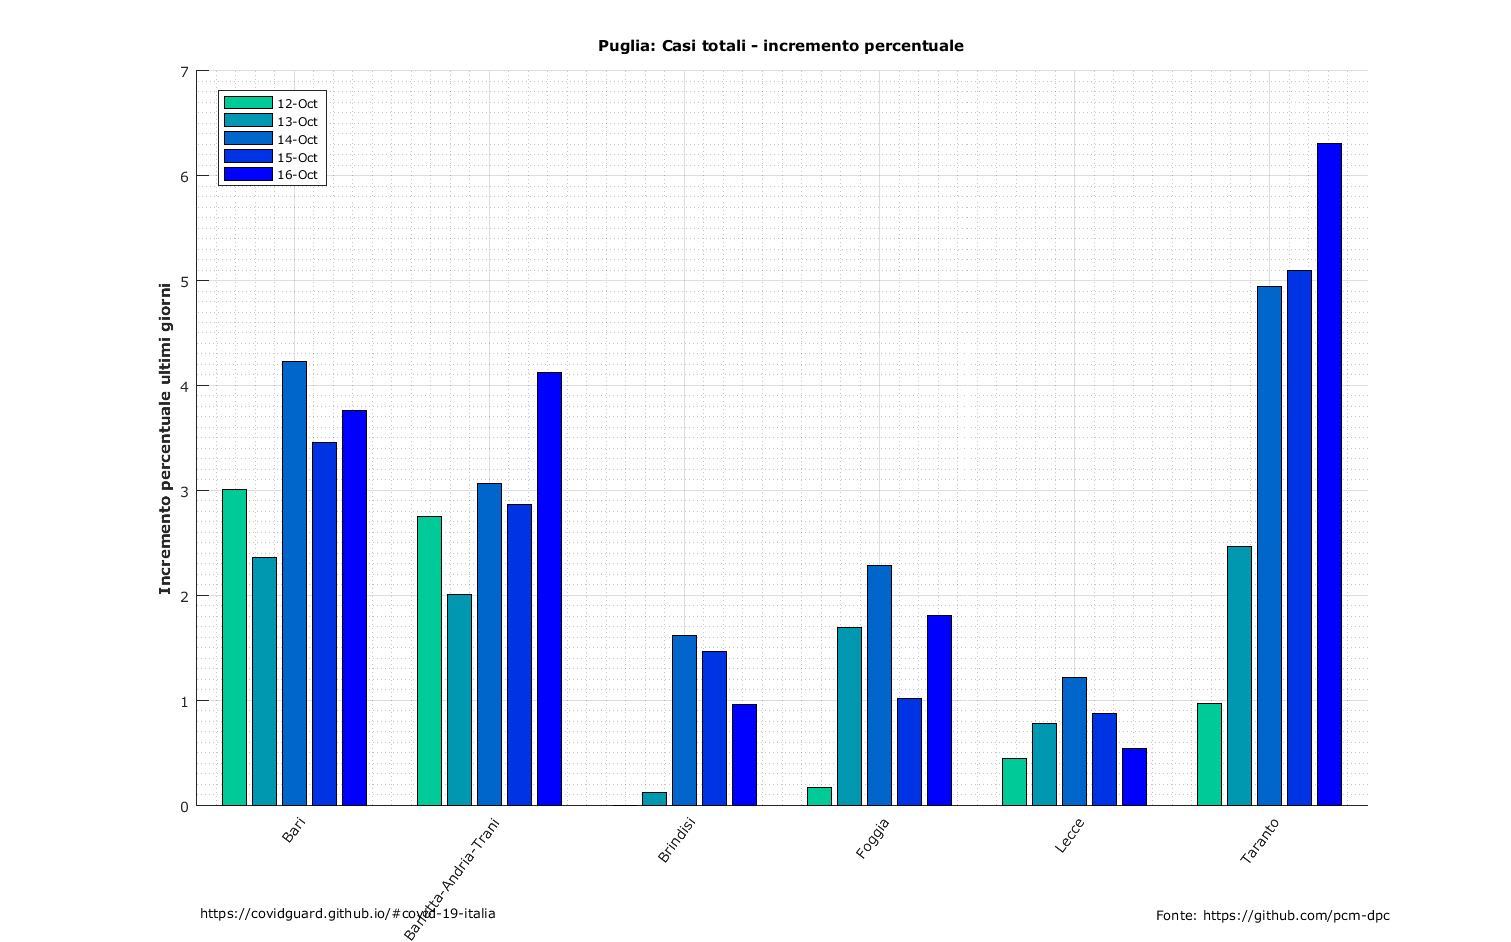 Puglia: Casi totali - incremento percentuale
Incremento percentuale ultimi giorni
7
6
5
4
3
2
1
0
12-Oct
13-Oct
14-Oct
15-Oct
16-Oct
Bari
Barletta-Andria-Trani
Brindisi
Foggia
Lecce
Taranto
https://covidguard.github.io/#covid-19-italia
Fonte: https://github.com/pcm-dpc